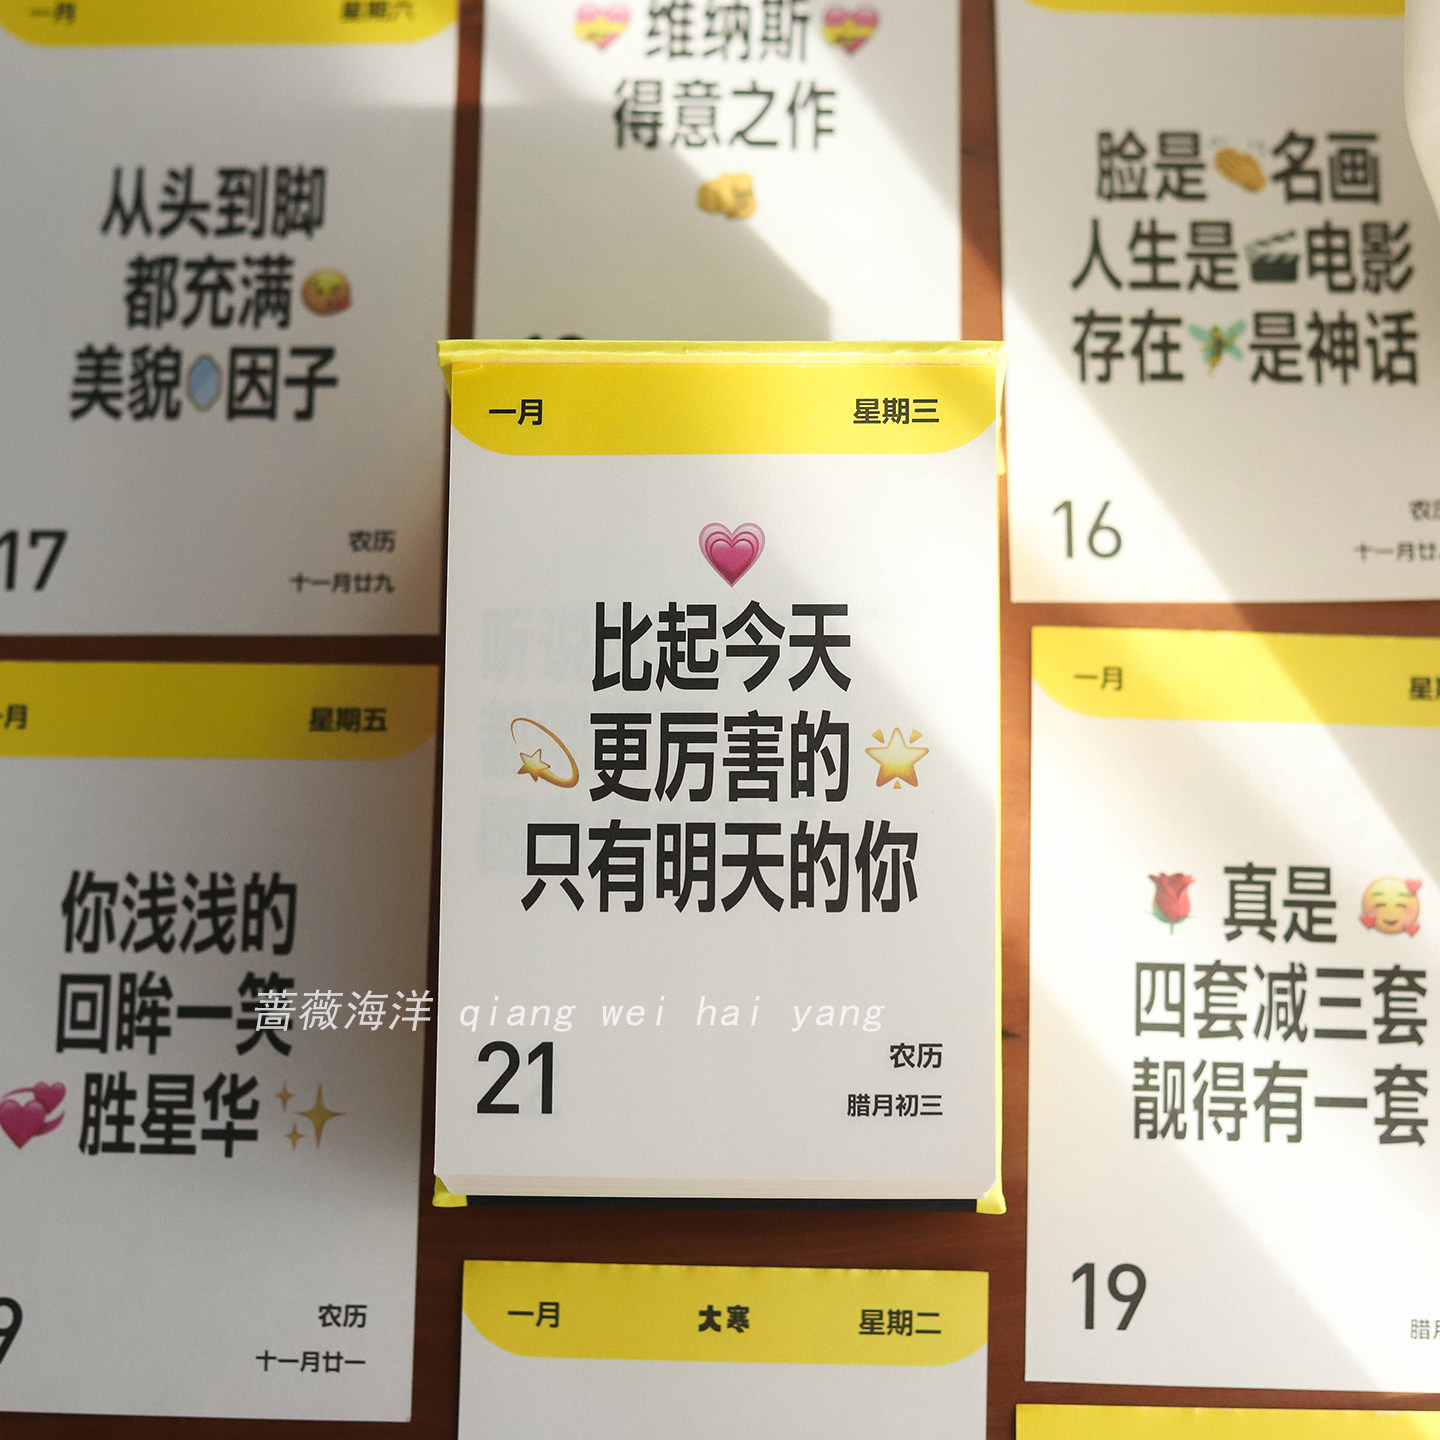 一月 星期六
从头到脚
都充满
美貌因子
17
农历
十一月廿九
维纳斯
得意之作
脸是名画
人生是电影
存在是神话
16
一月 星期三
比起今天
更厉害的
只有明天的你
21
农历
腊月初三
星期五
你浅浅的
回眸一笑
胜星华
9
农历
十一月廿一
一月
真是
四套减三套
靓得有一套
19
一月 大寒 星期二
蔷薇海洋 qiang wei hai yang